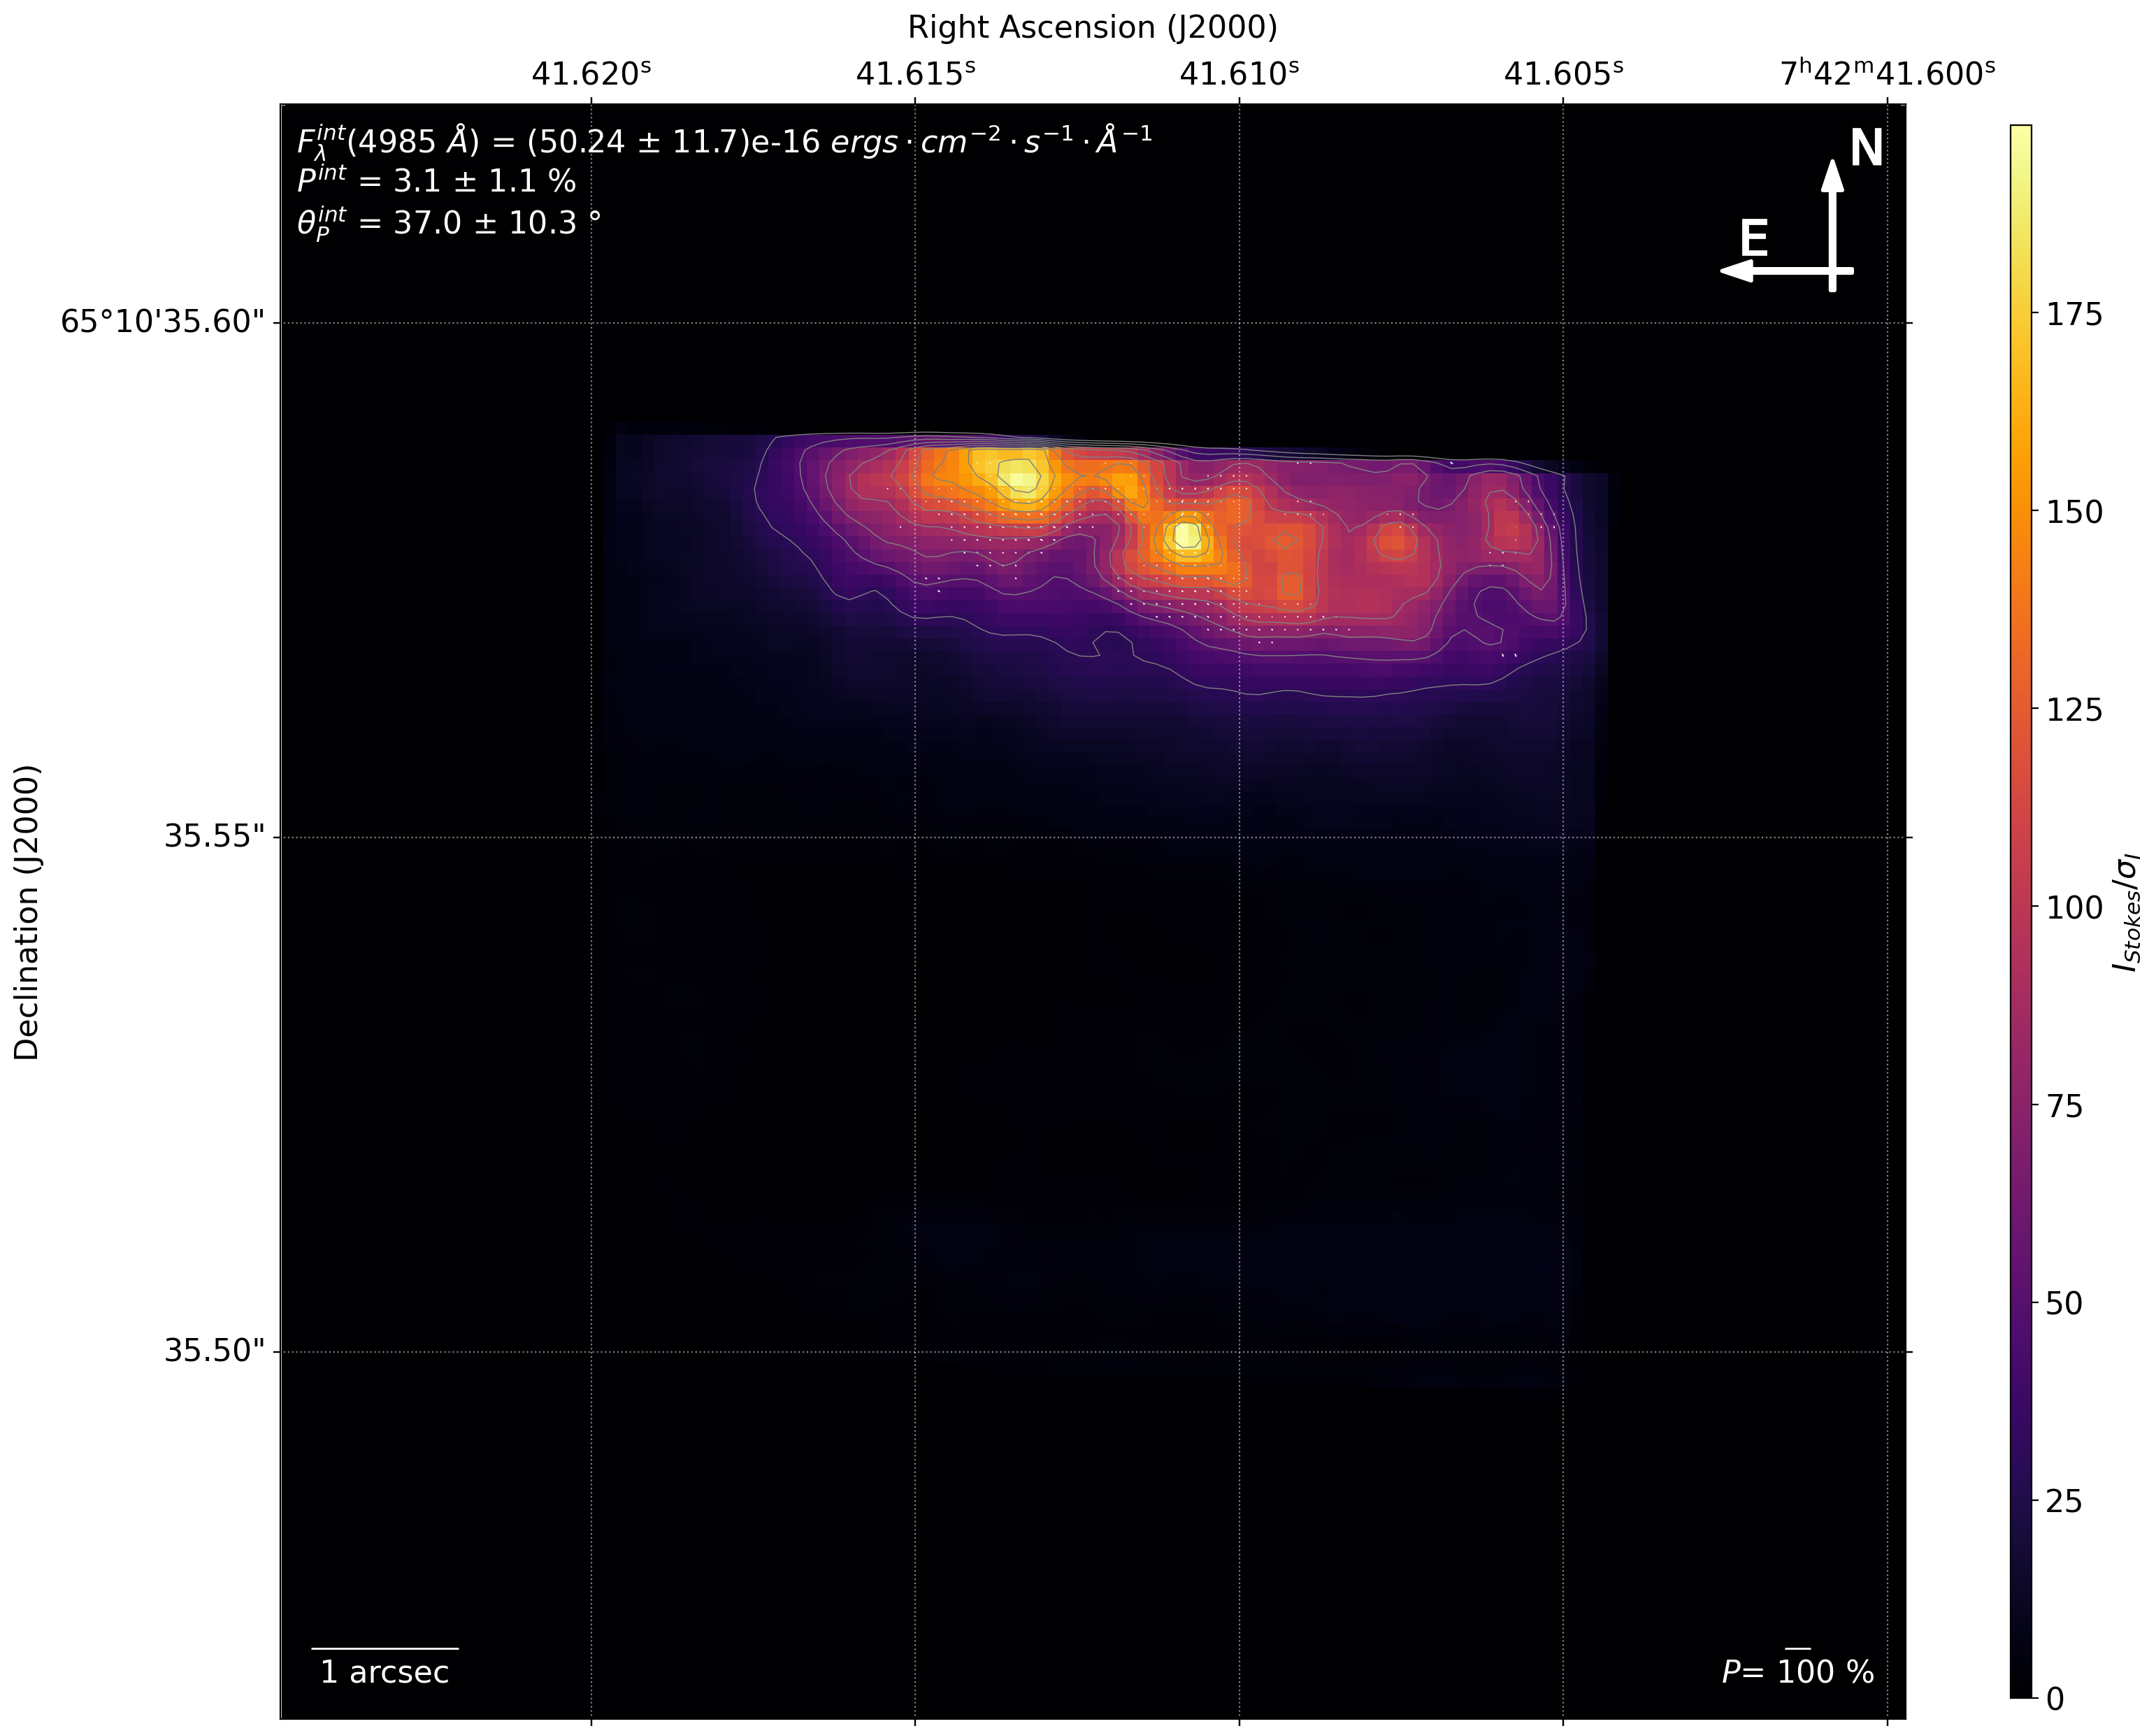 Right Ascension (J2000)
41.620ˢ 41.615ˢ 41.610ˢ 41.605ˢ 7ʰ42ᵐ41.600ˢ
F_λ^int(4985 Å) = (50.24 ± 11.7)e-16 ergs · cm⁻² · s⁻¹ · Å⁻¹
P^int = 3.1 ± 1.1 %
θ_P^int = 37.0 ± 10.3 °
N
E
65°10'35.60"
35.55"
35.50"
Declination (J2000)
175
150
125
100
75
50
25
0
I_Stokes/σ_I
1 arcsec
P= 100 %